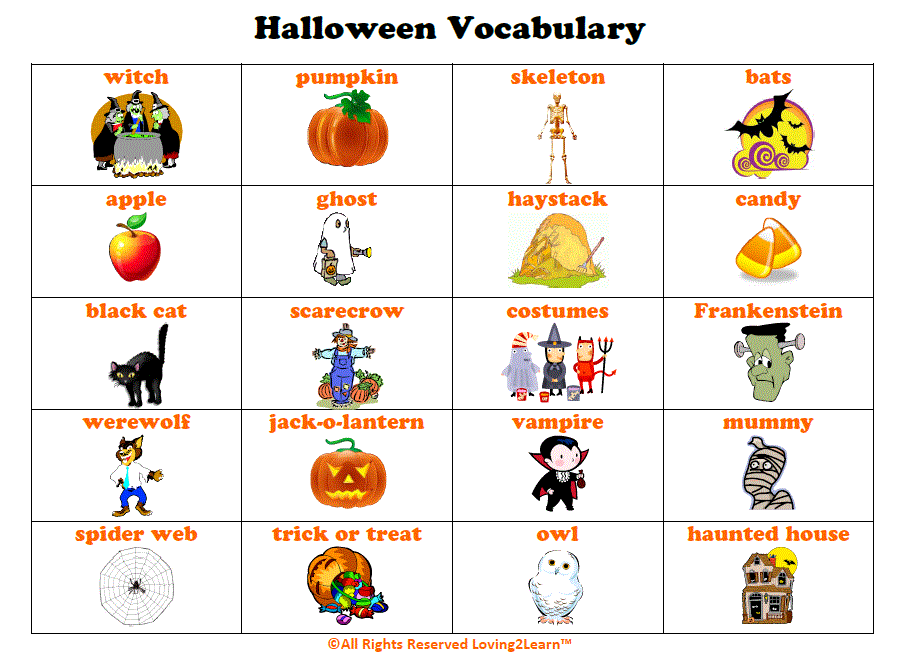 Halloween Vocabulary
witch pumpkin skeleton bats
apple ghost haystack candy
black cat scarecrow costumes Frankenstein
werewolf jack-o-lantern vampire mummy
spider web trick or treat owl haunted house
©All Rights Reserved Loving2Learn™